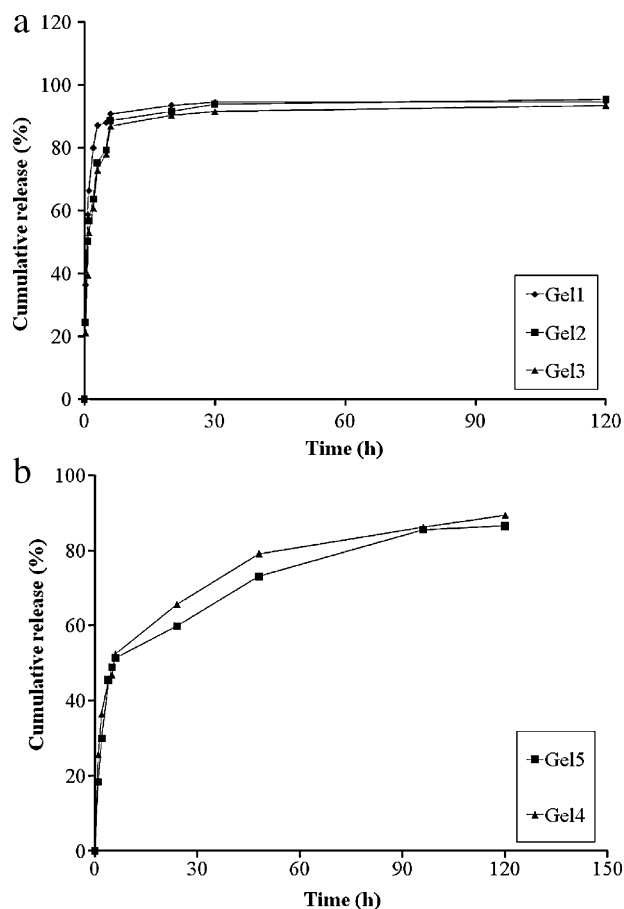 a
120
100
80
60
40
20
0
Cumulative release (%)
Gel1
Gel2
Gel3
0 30 60 90 120
Time (h)
b
100
80
60
40
20
0
Cumulative release (%)
Gel5
Gel4
0 30 60 90 120 150
Time (h)